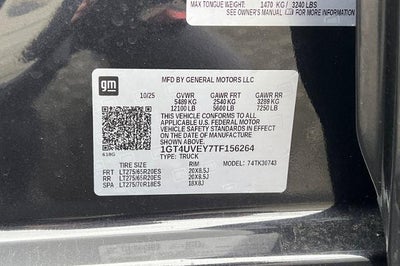 MAX TONGUE WEIGHT: 1470 KG / 3240 LBS
SEE OWNER'S MANUAL FOR MORE INFORMATION
gm
MFD BY GENERAL MOTORS LLC
10/25 GVWR GAWR FRT GAWR RR
5489 KG 2540 KG 3289 KG
12100 LB 5600 LB 7250 LB
THIS VEHICLE CONFORMS TO ALL
APPLICABLE U.S. FEDERAL MOTOR
VEHICLE SAFETY STANDARDS IN EFFECT
ON THE DATE OF MANUFACTURE
SHOWN ABOVE.
618G 1GT4UVEY7TF156264
TYPE: TRUCK MODEL: 74TK30743
TIRE SIZE RIM
FRT LT275/65R20ES 20X8.5J
RR LT275/65R20ES 20X8.5J
SPA LT275/70R18ES 18X8J